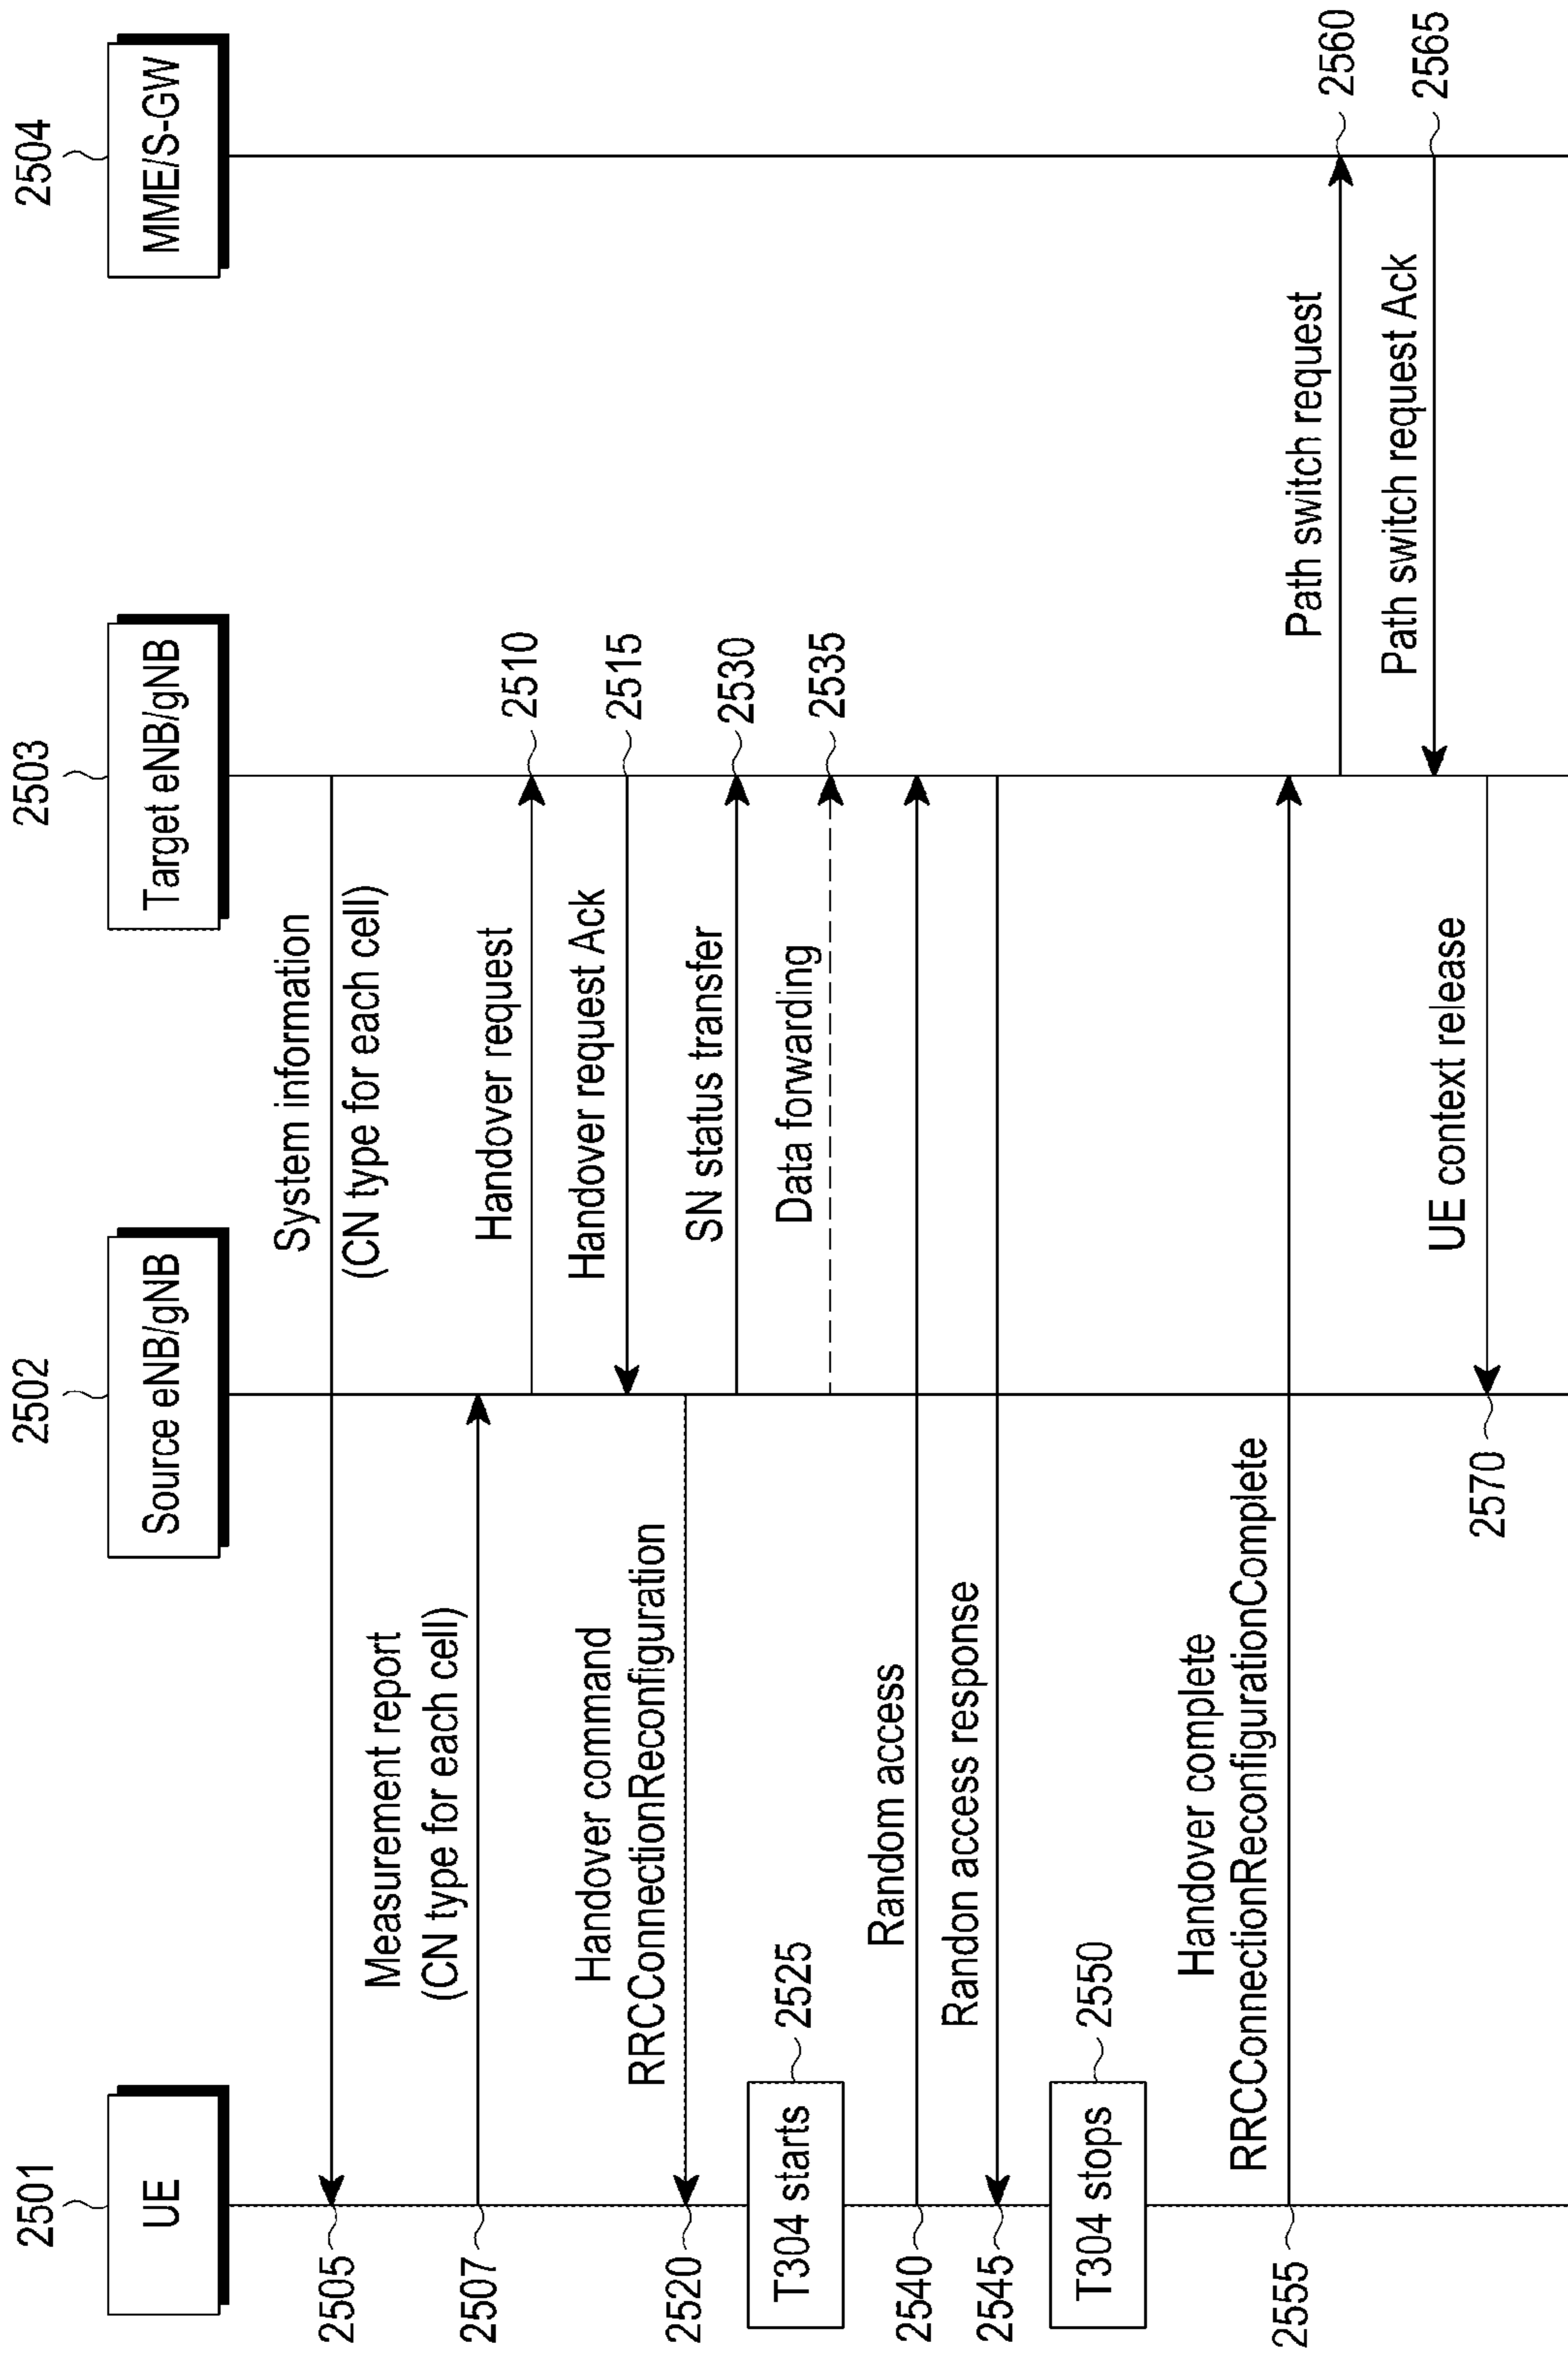 2501
2502
2503
2504
UE
Source eNB/gNB
Target eNB/gNB
MME/S-GW
System information
(CN type for each cell)
2505
Measurement report
(CN type for each cell)
2507
Handover request
2510
Handover request Ack
2515
Handover command
RRCConnectionReconfiguration
2520
SN status transfer
2530
T304 starts
2525
Data forwarding
2535
Random access
2540
Randon access response
2545
T304 stops
2550
Handover complete
RRCConnectionReconfigurationComplete
2555
Path switch request
2560
Path switch request Ack
2565
UE context release
2570